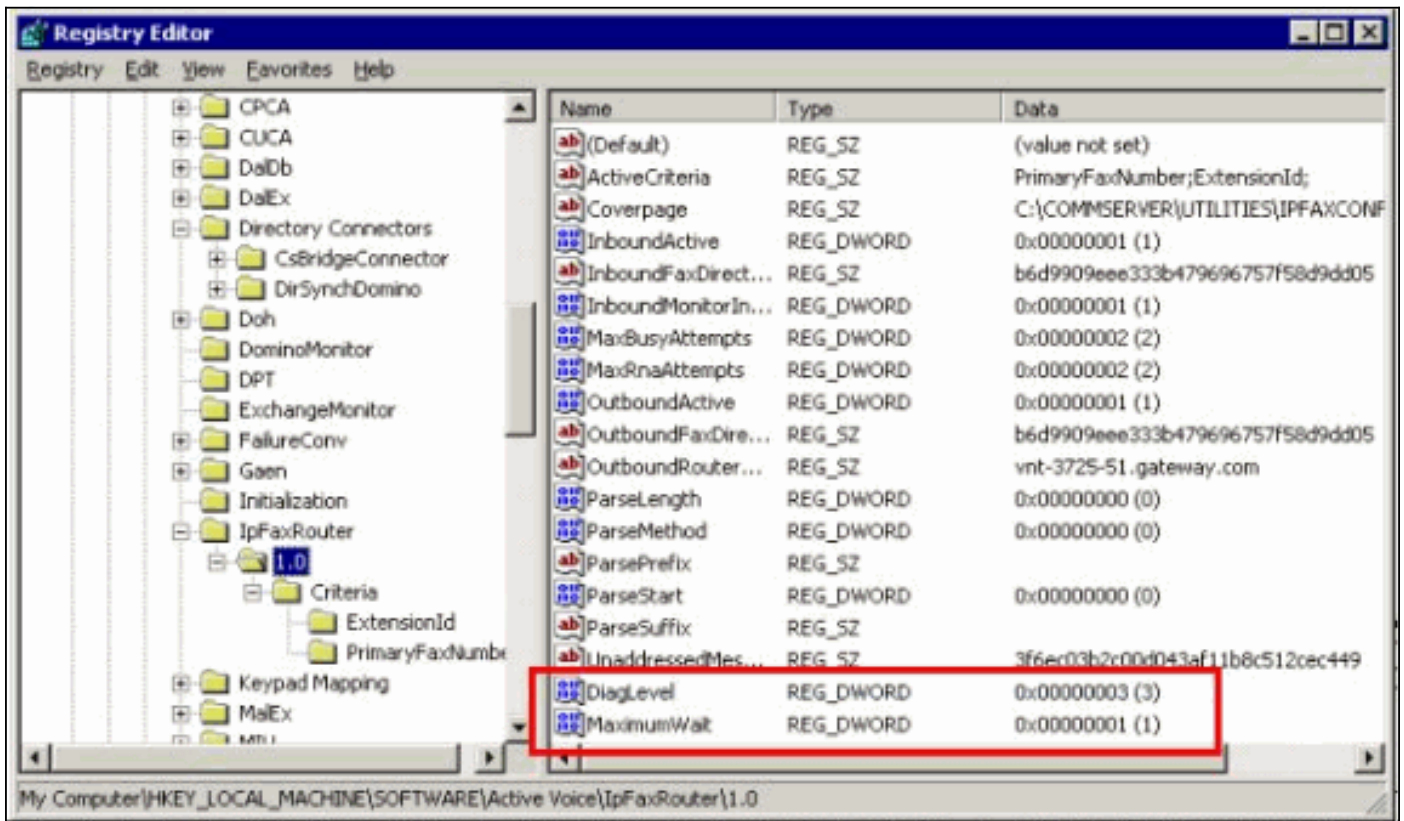 Registry Editor
Registry Edit View Favorites Help
CPCA
CUCA
DalDb
DalEx
Directory Connectors
CsBridgeConnector
DirSynchDomino
Doh
DominoMonitor
DPT
ExchangeMonitor
FailureConv
Gaen
Initialization
IpFaxRouter
1.0
Criteria
ExtensionId
PrimaryFaxNumbe
Keypad Mapping
MalEx
MIU
Name Type Data
(Default) REG_SZ (value not set)
ActiveCriteria REG_SZ PrimaryFaxNumber;ExtensionId;
Coverpage REG_SZ C:\COMMSERVER\UTILITIES\IPFAXCONF
InboundActive REG_DWORD 0x00000001 (1)
InboundFaxDirect... REG_SZ b6d9909eee333b479696757f58d9dd05
InboundMonitorIn... REG_DWORD 0x00000001 (1)
MaxBusyAttempts REG_DWORD 0x00000002 (2)
MaxRnaAttempts REG_DWORD 0x00000002 (2)
OutboundActive REG_DWORD 0x00000001 (1)
OutboundFaxDire... REG_SZ b6d9909eee333b479696757f58d9dd05
OutboundRouter... REG_SZ vnt-3725-51.gateway.com
ParseLength REG_DWORD 0x00000000 (0)
ParseMethod REG_DWORD 0x00000000 (0)
ParsePrefix REG_SZ
ParseStart REG_DWORD 0x00000000 (0)
ParseSuffix REG_SZ
UnaddressedMes... REG_SZ 3f6ec03b2c00d043af11b8c512cec449
DiagLevel REG_DWORD 0x00000003 (3)
MaximumWait REG_DWORD 0x00000001 (1)
My Computer\HKEY_LOCAL_MACHINE\SOFTWARE\Active Voice\IpFaxRouter\1.0